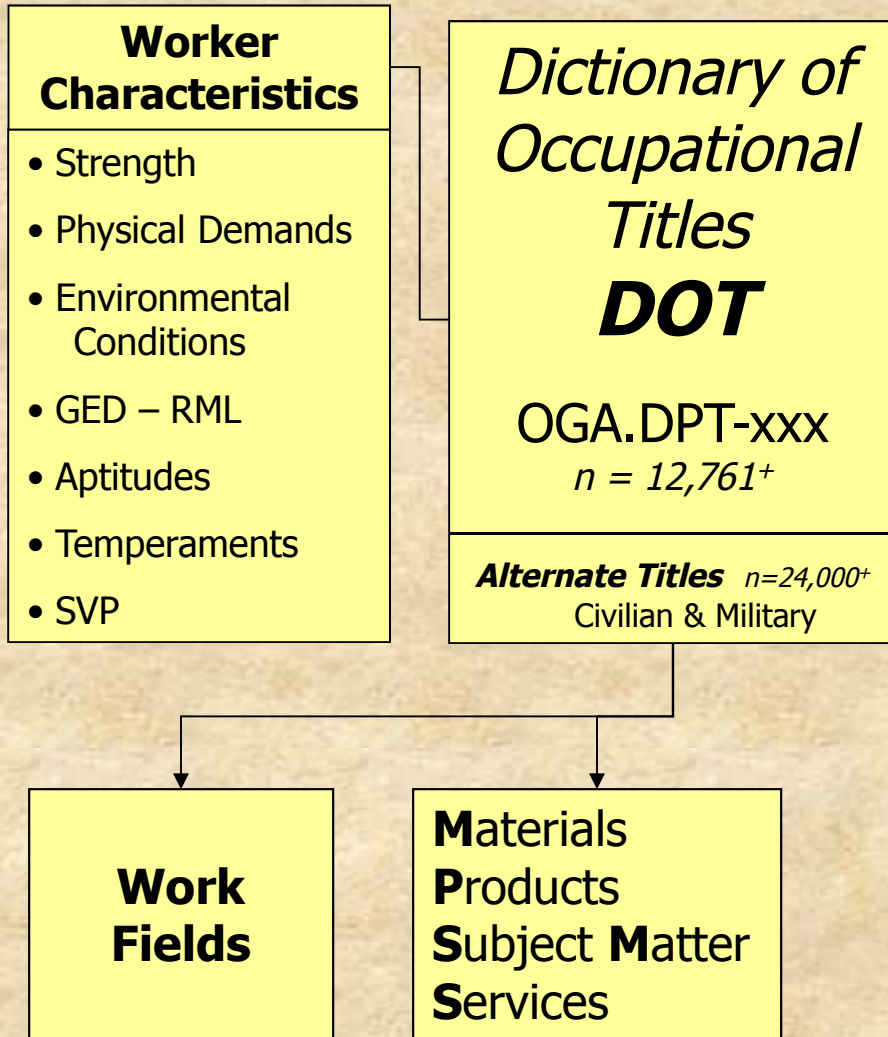 Worker
Characteristics
• Strength
• Physical Demands
• Environmental
Conditions
• GED – RML
• Aptitudes
• Temperaments
• SVP
Dictionary of
Occupational
Titles
DOT
OGA.DPT-xxx
n = 12,761+
Alternate Titles n=24,000+
Civilian & Military
Work
Fields
Materials
Products
Subject Matter
Services